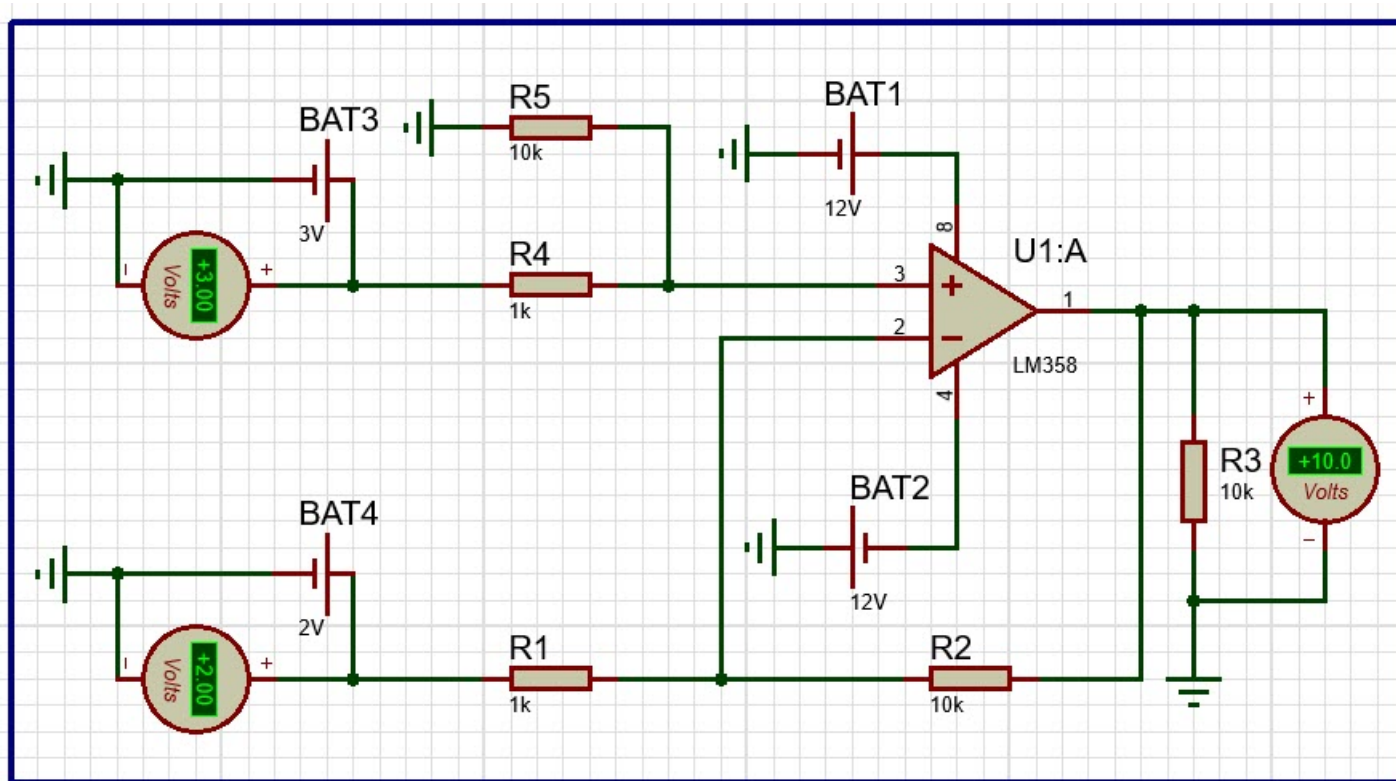 BAT3
3V
+3.00
Volts
- +
R5
10k
R4
1k
BAT1
12V
8
3
2
+
-
4
U1:A
1
LM358
BAT2
12V
R3
10k
+
+10.0
Volts
-
BAT4
2V
+2.00
Volts
- +
R1
1k
R2
10k